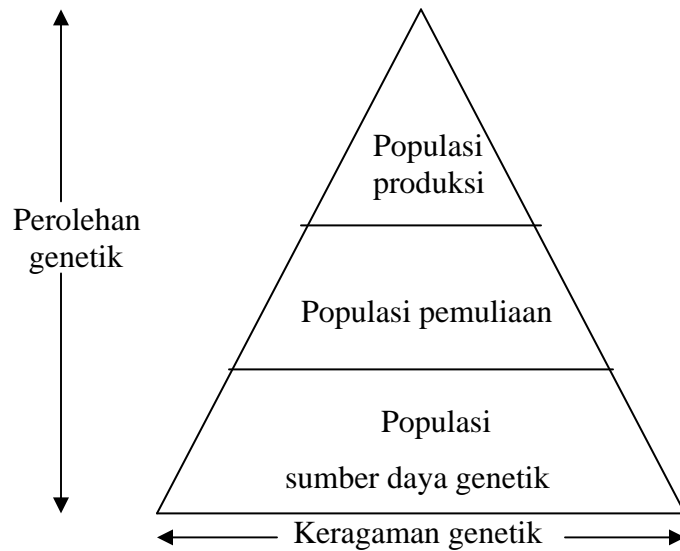 Populasi
produksi
Perolehan
genetik
Populasi pemuliaan
Populasi
sumber daya genetik
Keragaman genetik